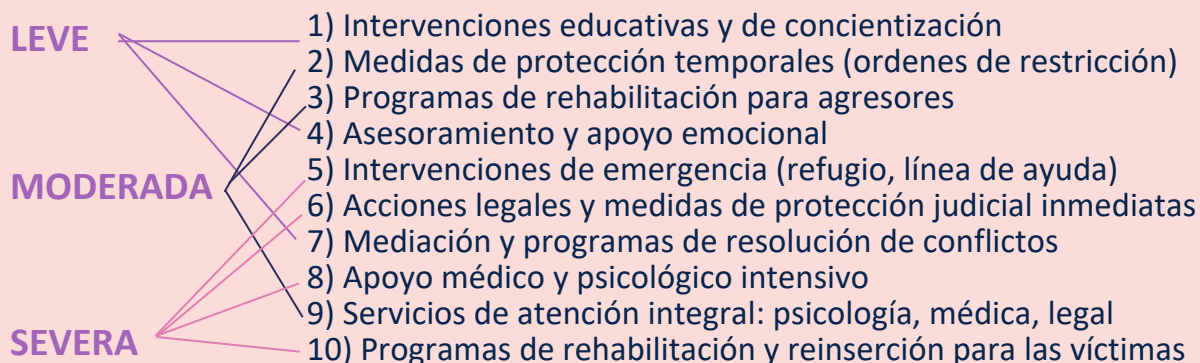 LEVE
MODERADA
SEVERA
1) Intervenciones educativas y de concientización
2) Medidas de protección temporales (ordenes de restricción)
3) Programas de rehabilitación para agresores
4) Asesoramiento y apoyo emocional
5) Intervenciones de emergencia (refugio, línea de ayuda)
6) Acciones legales y medidas de protección judicial inmediatas
7) Mediación y programas de resolución de conflictos
8) Apoyo médico y psicológico intensivo
9) Servicios de atención integral: psicología, médica, legal
10) Programas de rehabilitación y reinserción para las víctimas